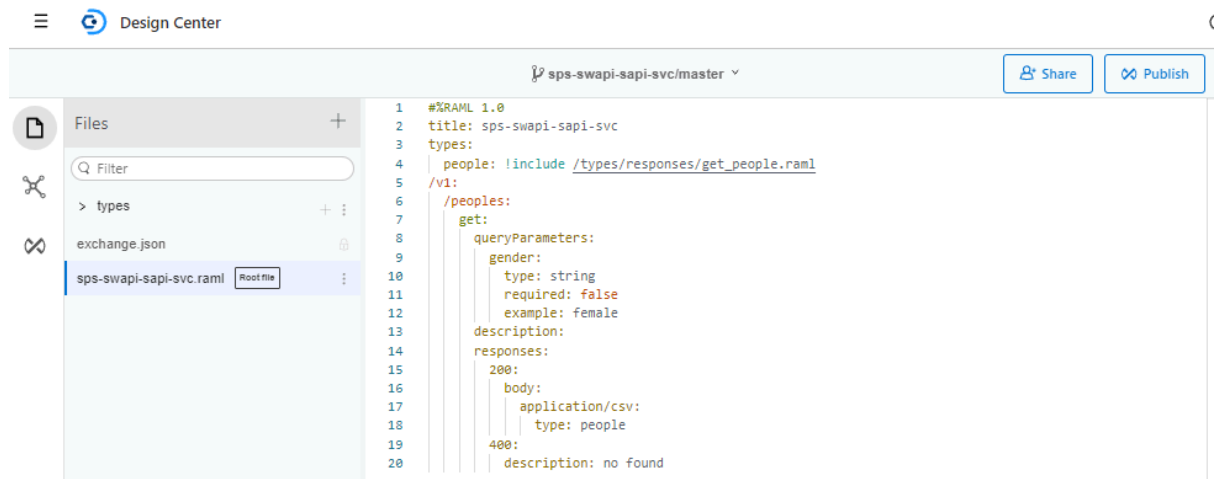 Design Center
sps-swapi-sapi-svc/master
Share
Publish
Files
Filter
types
exchange.json
sps-swapi-sapi-svc.raml Root file
1 #%RAML 1.0
2 title: sps-swapi-sapi-svc
3 types:
4 people: !include /types/responses/get_people.raml
5 /v1:
6 /peoples:
7 get:
8 queryParameters:
9 gender:
10 type: string
11 required: false
12 example: female
13 description:
14 responses:
15 200:
16 body:
17 application/csv:
18 type: people
19 400:
20 description: no found